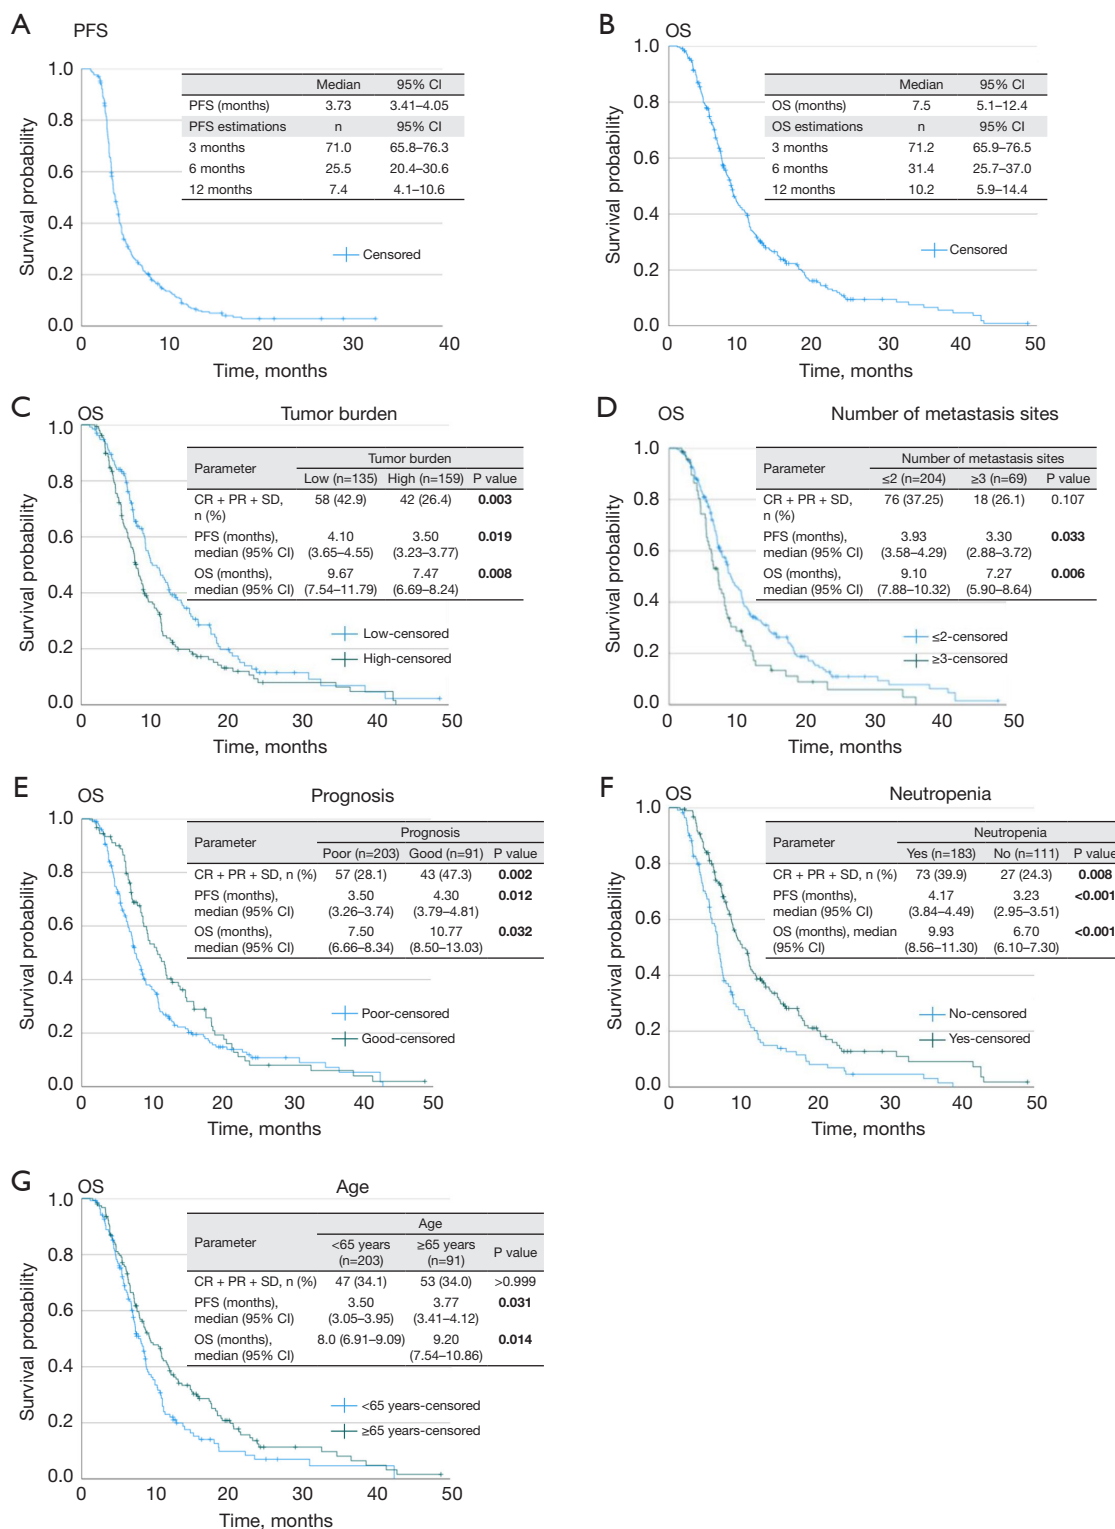 A PFS
1.0
0.8
0.6
0.4
0.2
0.0
Survival probability
Median 95% CI
PFS (months) 3.73 3.41–4.05
PFS estimations n 95% CI
3 months 71.0 65.8–76.3
6 months 25.5 20.4–30.6
12 months 7.4 4.1–10.6
Censored
0 10 20 30 40
Time, months
B OS
1.0
0.8
0.6
0.4
0.2
0.0
Survival probability
Median 95% CI
OS (months) 7.5 5.1–12.4
OS estimations n 95% CI
3 months 71.2 65.9–76.5
6 months 31.4 25.7–37.0
12 months 10.2 5.9–14.4
Censored
0 10 20 30 40 50
Time, months
C OS Tumor burden
1.0
0.8
0.6
0.4
0.2
0.0
Survival probability
Tumor burden
Parameter Low (n=135) High (n=159) P value
CR + PR + SD, 58 (42.9) 42 (26.4) 0.003
n (%)
PFS (months), 4.10 3.50 0.019
median (95% CI) (3.65–4.55) (3.23–3.77)
OS (months), 9.67 7.47 0.008
median (95% CI) (7.54–11.79) (6.69–8.24)
Low-censored
High-censored
0 10 20 30 40 50
Time, months
D OS Number of metastasis sites
1.0
0.8
0.6
0.4
0.2
0.0
Survival probability
Number of metastasis sites
Parameter ≤2 (n=204) ≥3 (n=69) P value
CR + PR + SD, 76 (37.25) 18 (26.1) 0.107
n (%)
PFS (months), 3.93 3.30 0.033
median (95% CI) (3.58–4.29) (2.88–3.72)
OS (months), 9.10 7.27 0.006
median (95% CI) (7.88–10.32) (5.90–8.64)
≤2-censored
≥3-censored
0 10 20 30 40 50
Time, months
E OS Prognosis
1.0
0.8
0.6
0.4
0.2
0.0
Survival probability
Prognosis
Parameter Poor (n=203) Good (n=91) P value
CR + PR + SD, n (%) 57 (28.1) 43 (47.3) 0.002
PFS (months), 3.50 4.30 0.012
median (95% CI) (3.26–3.74) (3.79–4.81)
OS (months), 7.50 10.77 0.032
median (95% CI) (6.66–8.34) (8.50–13.03)
Poor-censored
Good-censored
0 10 20 30 40 50
Time, months
F OS Neutropenia
1.0
0.8
0.6
0.4
0.2
0.0
Survival probability
Neutropenia
Parameter Yes (n=183) No (n=111) P value
CR + PR + SD, n (%) 73 (39.9) 27 (24.3) 0.008
PFS (months), 4.17 3.23 <0.001
median (95% CI) (3.84–4.49) (2.95–3.51)
OS (months), median 9.93 6.70 <0.001
(95% CI) (8.56–11.30) (6.10–7.30)
No-censored
Yes-censored
0 10 20 30 40 50
Time, months
G OS Age
1.0
0.8
0.6
0.4
0.2
0.0
Survival probability
Age
Parameter <65 years ≥65 years P value
(n=203) (n=91)
CR + PR + SD, n (%) 47 (34.1) 53 (34.0) >0.999
PFS (months), 3.50 3.77 0.031
median (95% CI) (3.05–3.95) (3.41–4.12)
OS (months), 8.0 (6.91–9.09) 9.20 0.014
median (95% CI) (7.54–10.86)
<65 years-censored
≥65 years-censored
0 10 20 30 40 50
Time, months